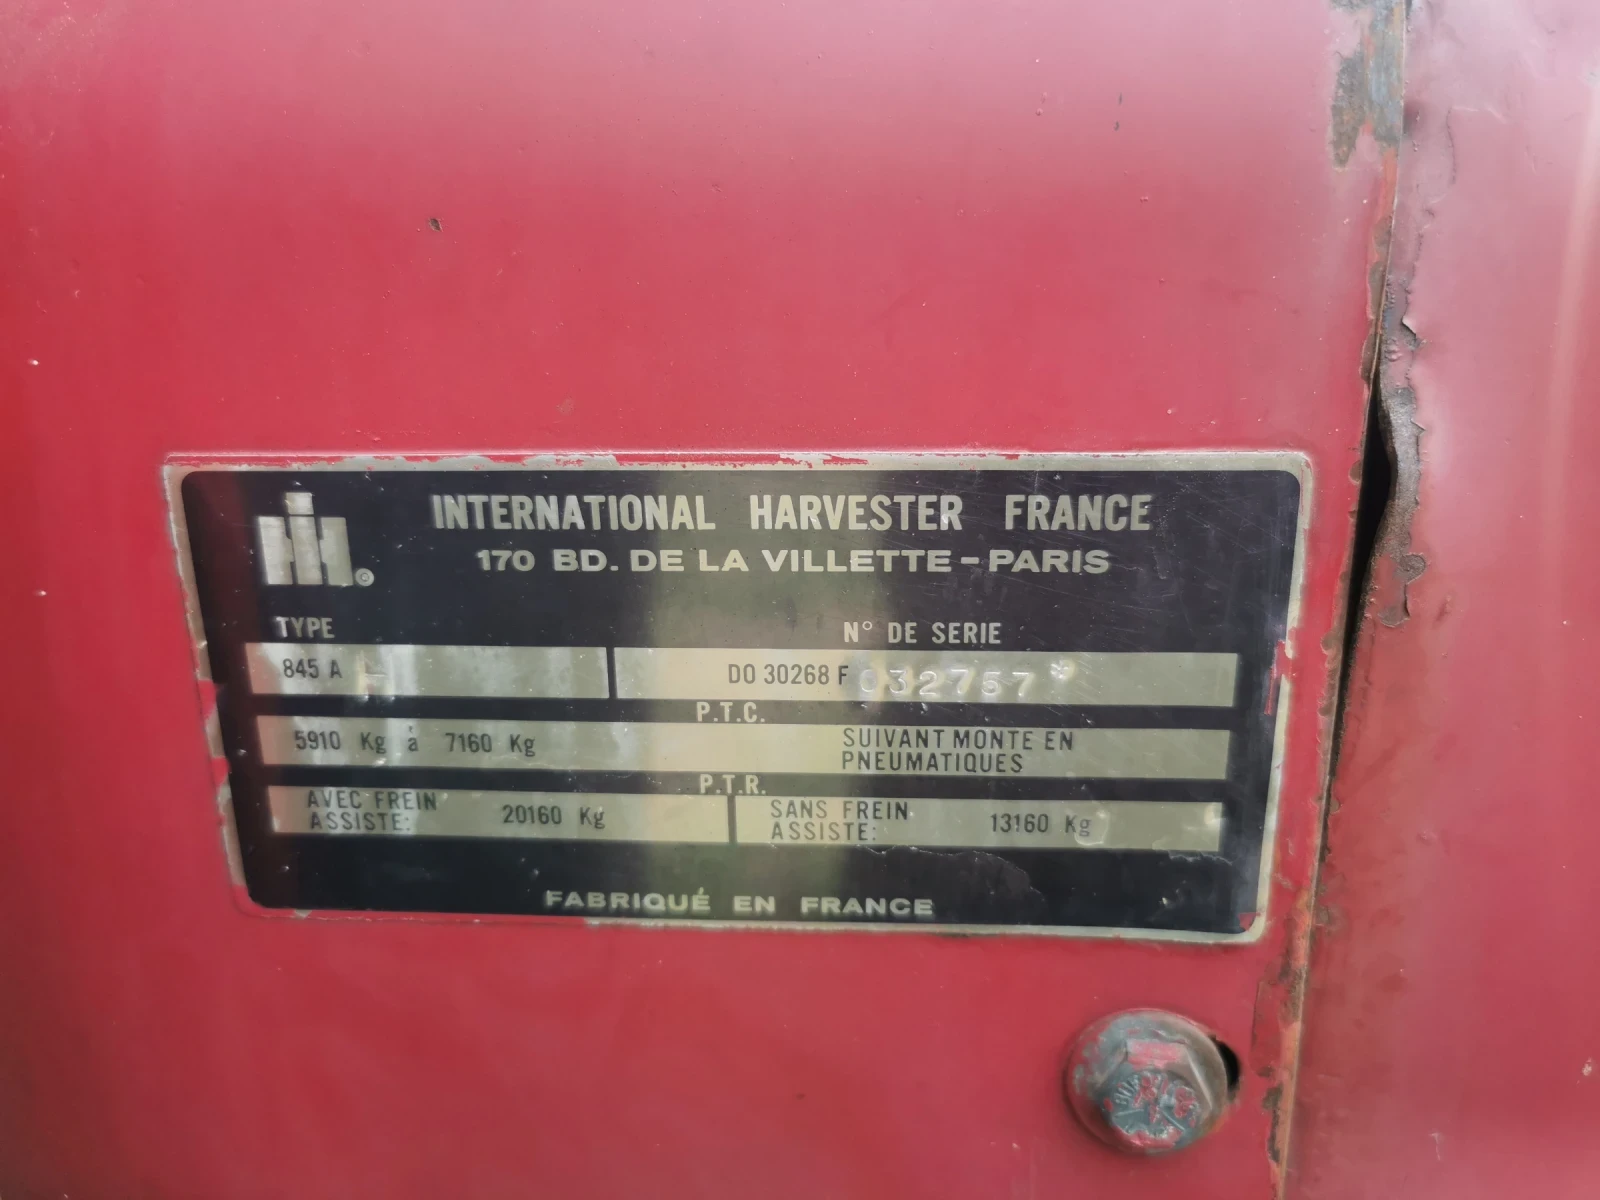 INTERNATIONAL HARVESTER FRANCE
170 BD. DE LA VILLETTE – PARIS
TYPE N° DE SERIE
845 A DO 30268 F 032757*
P.T.C.
5910 Kg à 7160 Kg SUIVANT MONTE EN
PNEUMATIQUES
P.T.R.
AVEC FREIN
ASSISTE: 20160 Kg SANS FREIN
ASSISTE: 13160 Kg
FABRIQUÉ EN FRANCE